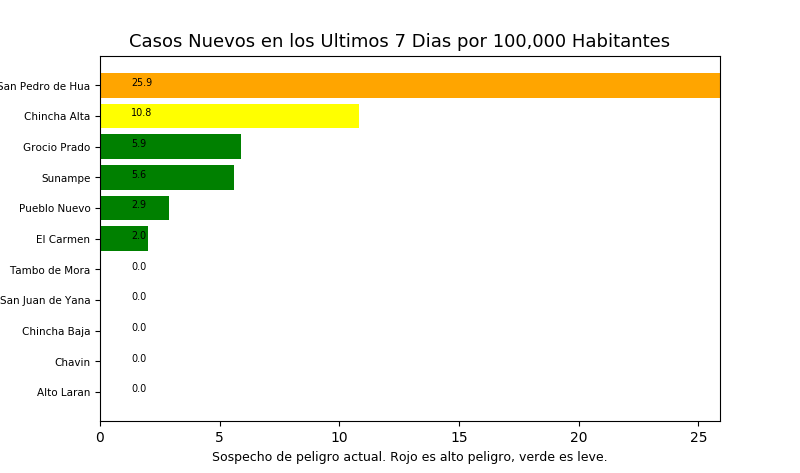 Casos Nuevos en los Ultimos 7 Dias por 100,000 Habitantes
San Pedro de Hua 25.9
Chincha Alta 10.8
Grocio Prado 5.9
Sunampe 5.6
Pueblo Nuevo 2.9
El Carmen 2.0
Tambo de Mora 0.0
San Juan de Yana 0.0
Chincha Baja 0.0
Chavin 0.0
Alto Laran 0.0
0 5 10 15 20 25
Sospecho de peligro actual. Rojo es alto peligro, verde es leve.